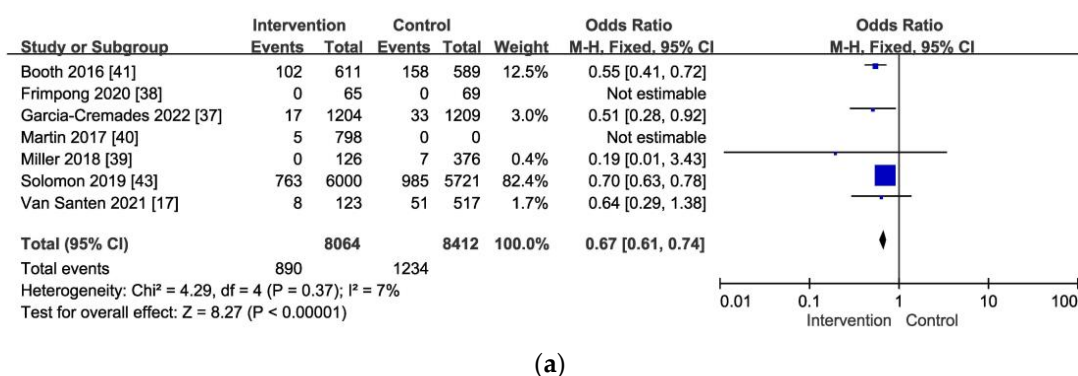 Intervention Control Odds Ratio Odds Ratio
Study or Subgroup Events Total Events Total Weight M-H, Fixed, 95% CI M-H, Fixed, 95% CI
Booth 2016 [41] 102 611 158 589 12.5% 0.55 [0.41, 0.72]
Frimpong 2020 [38] 0 65 0 69 Not estimable
Garcia-Cremades 2022 [37] 17 1204 33 1209 3.0% 0.51 [0.28, 0.92]
Martin 2017 [40] 5 798 0 0 Not estimable
Miller 2018 [39] 0 126 7 376 0.4% 0.19 [0.01, 3.43]
Solomon 2019 [43] 763 6000 985 5721 82.4% 0.70 [0.63, 0.78]
Van Santen 2021 [17] 8 123 51 517 1.7% 0.64 [0.29, 1.38]
Total (95% CI) 8064 8412 100.0% 0.67 [0.61, 0.74]
Total events 890 1234
Heterogeneity: Chi² = 4.29, df = 4 (P = 0.37); I² = 7%
Test for overall effect: Z = 8.27 (P < 0.00001)
0.01 0.1 1 10 100
Intervention Control
(a)